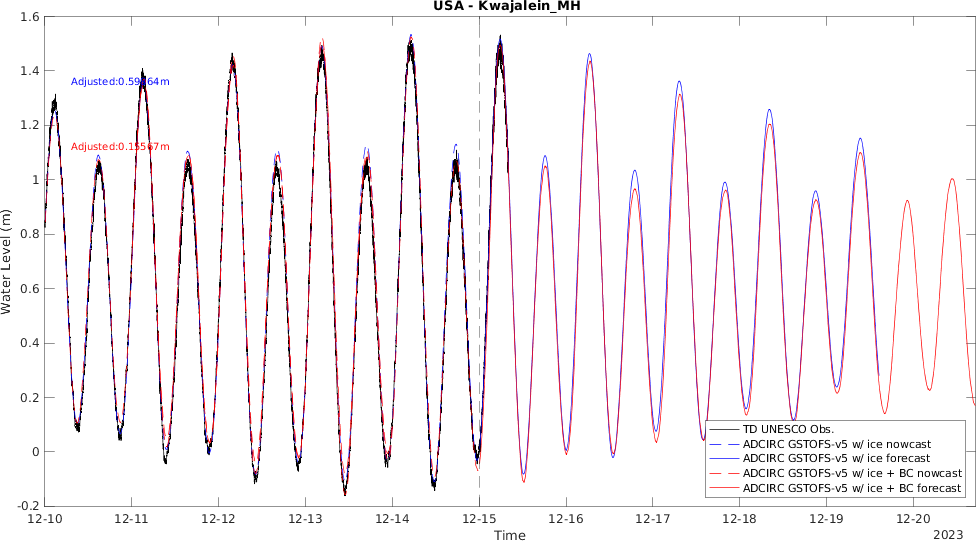 USA - Kwajalein_MH
1.6
1.4
1.2
1
0.8
0.6
0.4
0.2
0
-0.2
Water Level (m)
Adjusted:0.59464m
Adjusted:0.15567m
TD UNESCO Obs.
ADCIRC GSTOFS-v5 w/ ice nowcast
ADCIRC GSTOFS-v5 w/ ice forecast
ADCIRC GSTOFS-v5 w/ ice + BC nowcast
ADCIRC GSTOFS-v5 w/ ice + BC forecast
12-10 12-11 12-12 12-13 12-14 12-15 12-16 12-17 12-18 12-19 12-20
Time
2023